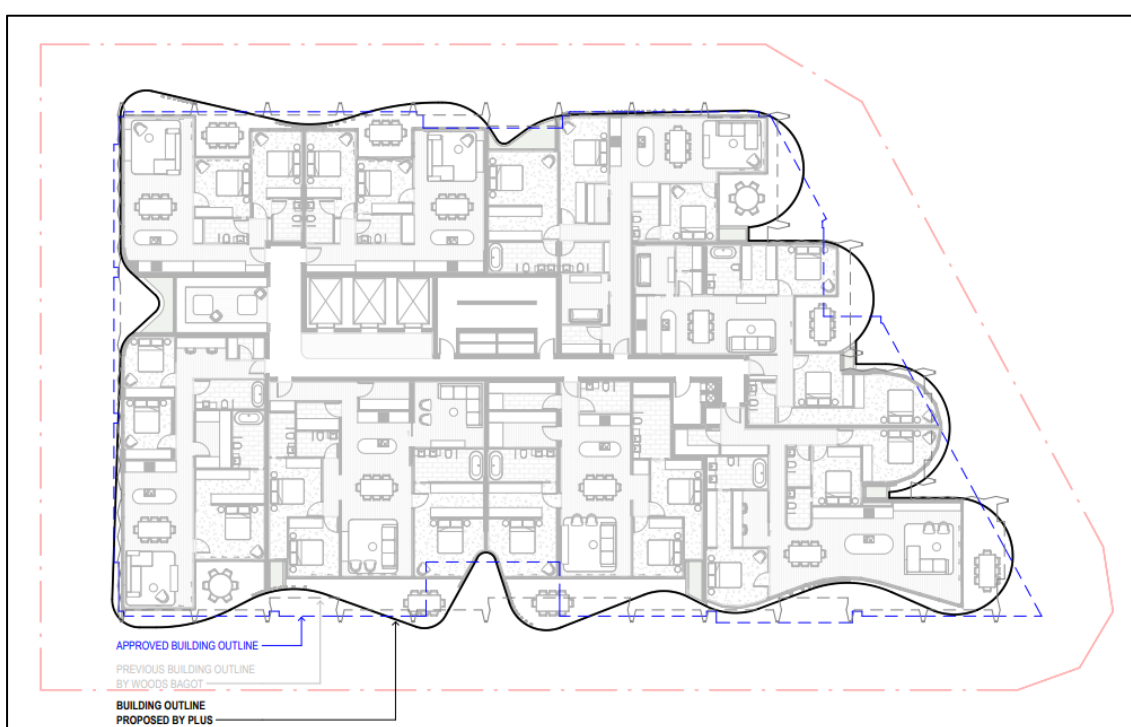 APPROVED BUILDING OUTLINE
PREVIOUS BUILDING OUTLINE
BY WOODS BAGOT
BUILDING OUTLINE
PROPOSED BY PLUS